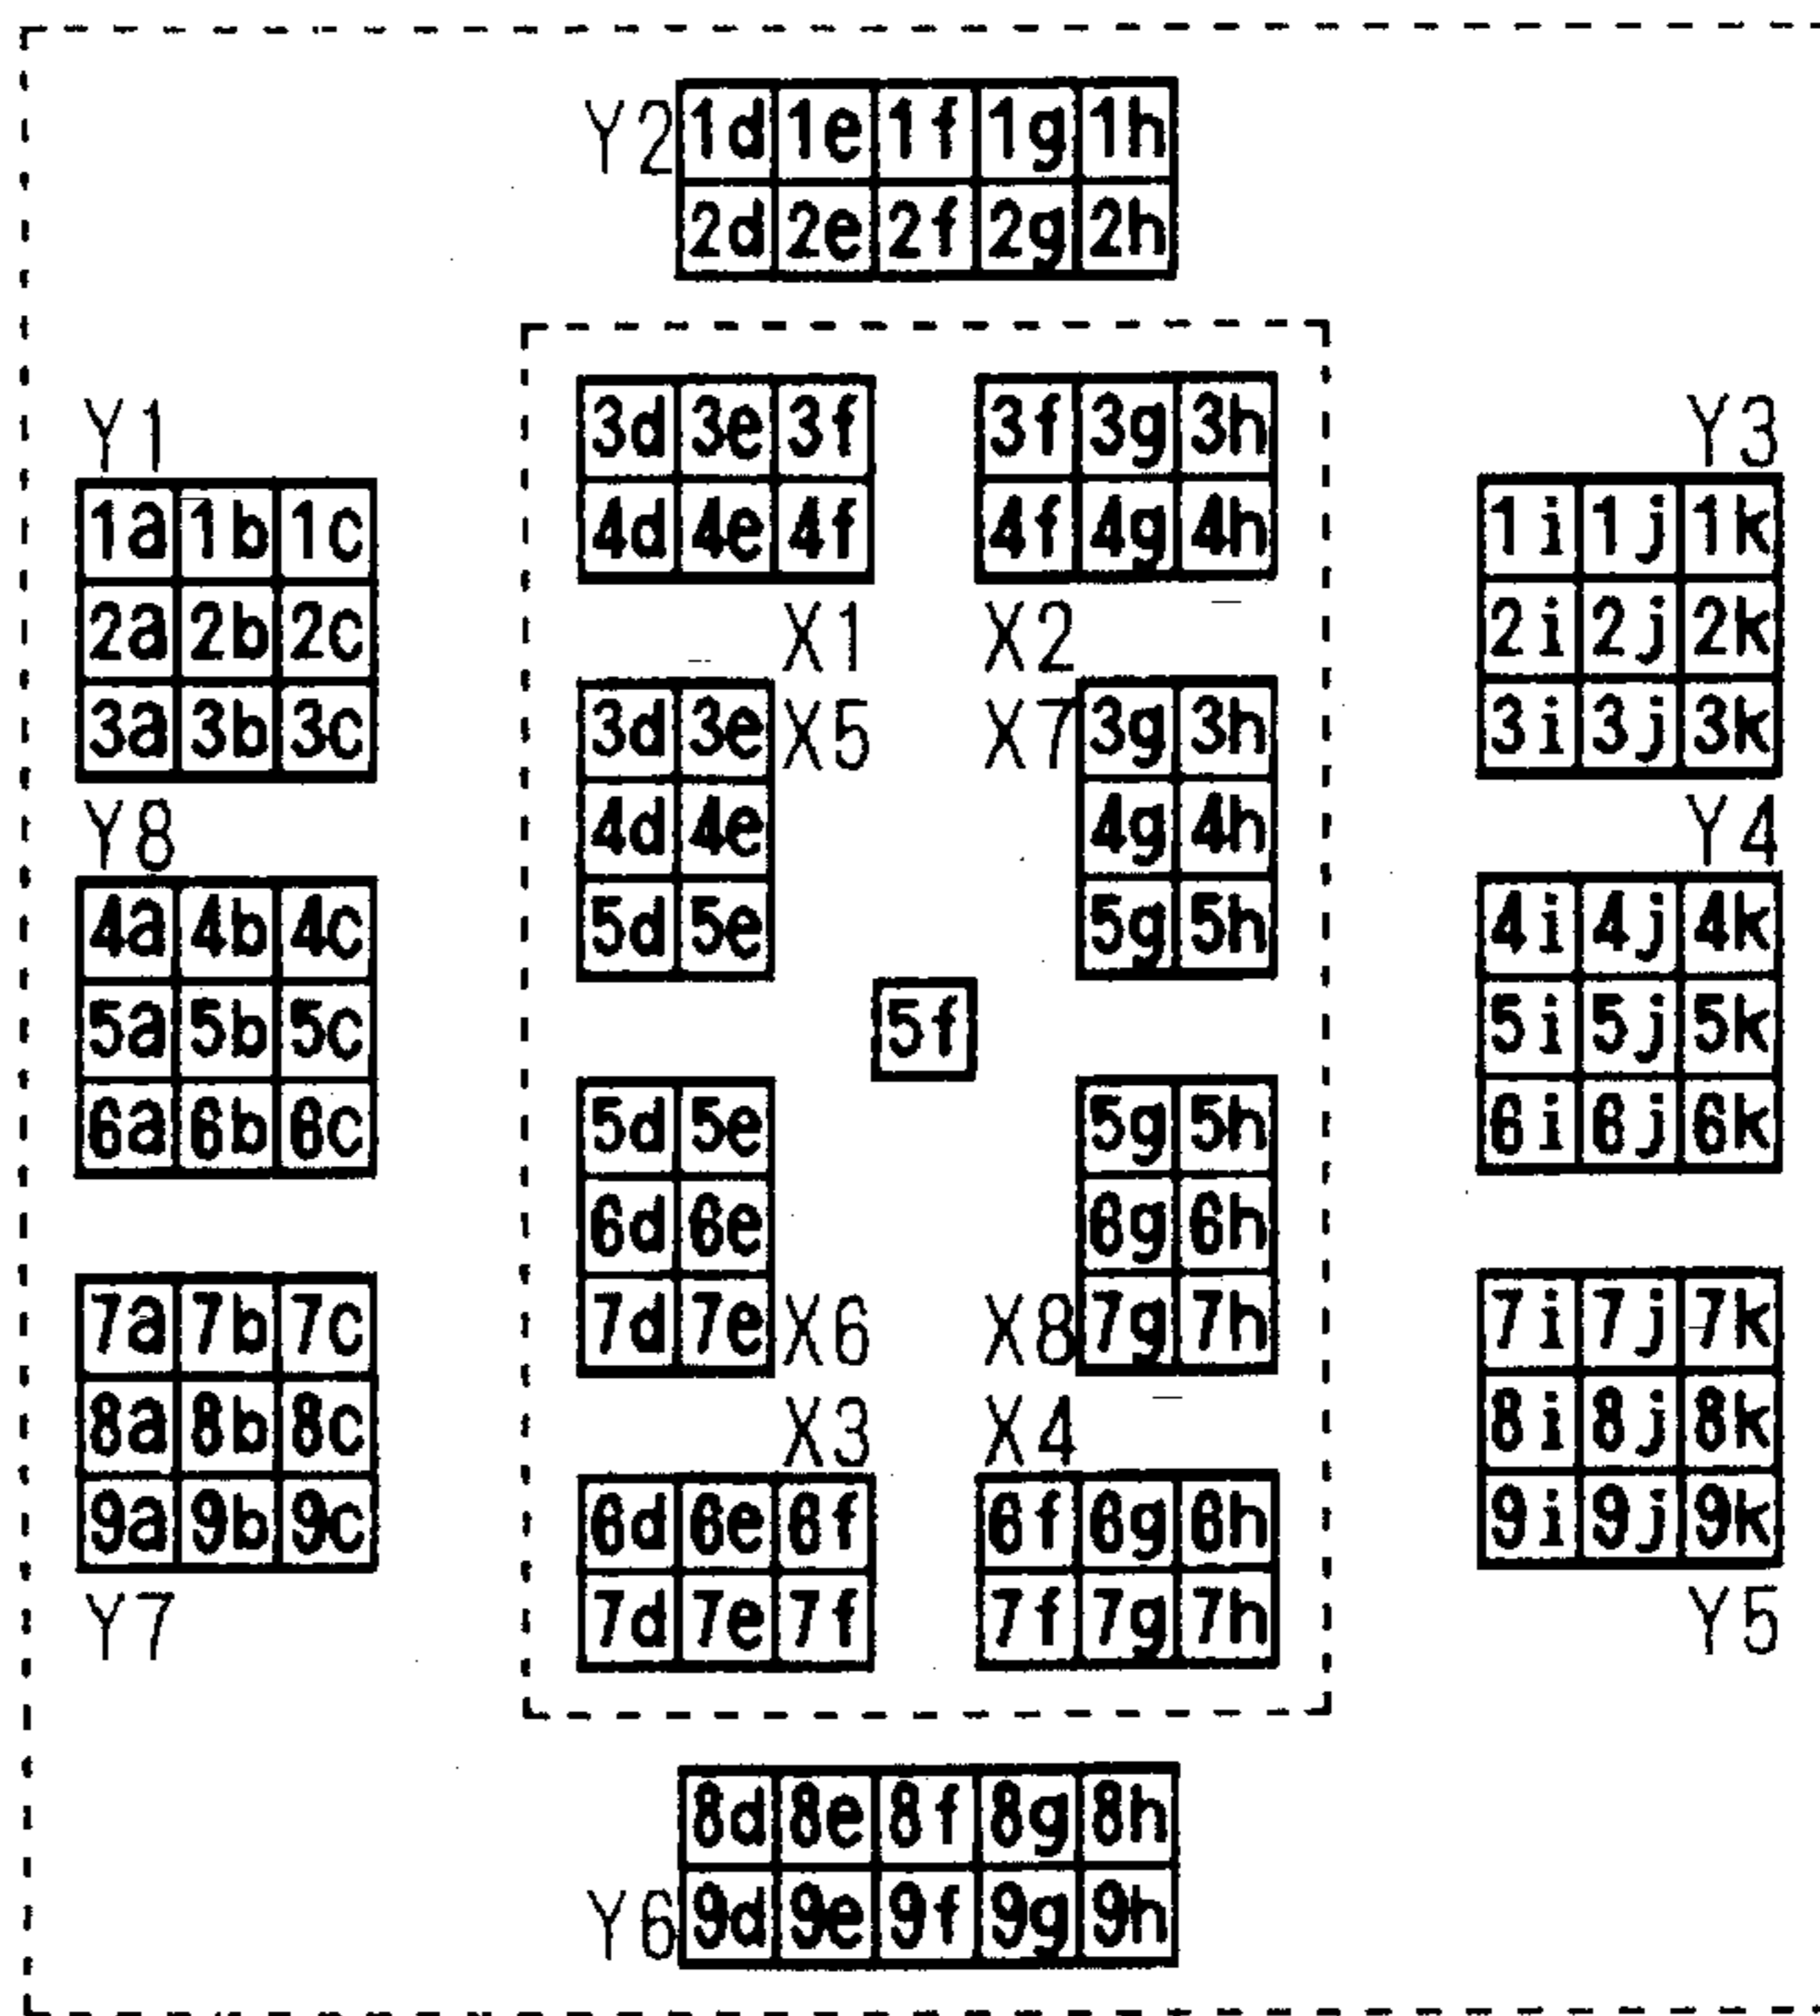 Y2
1d 1e 1f 1g 1h
2d 2e 2f 2g 2h
Y1
1a 1b 1c
2a 2b 2c
3a 3b 3c
Y8
4a 4b 4c
5a 5b 5c
6a 6b 6c
7a 7b 7c
8a 8b 8c
9a 9b 9c
Y7
3d 3e 3f
4d 4e 4f
X1
3f 3g 3h
4f 4g 4h
X2
X5
3d 3e
4d 4e
5d 5e
X7
3g 3h
4g 4h
5g 5h
5f
5d 5e
6d 6e
7d 7e
X6
5g 5h
6g 6h
7g 7h
X8
X3
6d 6e 6f
7d 7e 7f
X4
6f 6g 6h
7f 7g 7h
Y3
1i 1j 1k
2i 2j 2k
3i 3j 3k
Y4
4i 4j 4k
5i 5j 5k
6i 6j 6k
7i 7j 7k
8i 8j 8k
9i 9j 9k
Y5
8d 8e 8f 8g 8h
9d 9e 9f 9g 9h
Y6